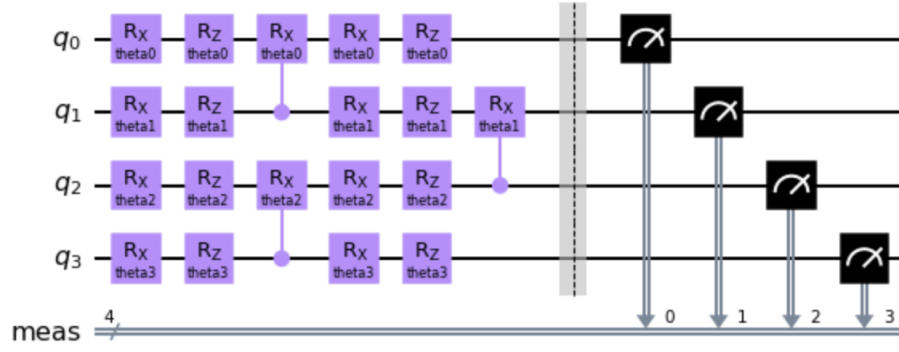 q0 RX theta0 RZ theta0 RX theta0 RX theta0 RZ theta0
q1 RX theta1 RZ theta1 RX theta1 RZ theta1 RX theta1
q2 RX theta2 RZ theta2 RX theta2 RX theta2 RZ theta2
q3 RX theta3 RZ theta3 RX theta3 RZ theta3
meas 4 0 1 2 3